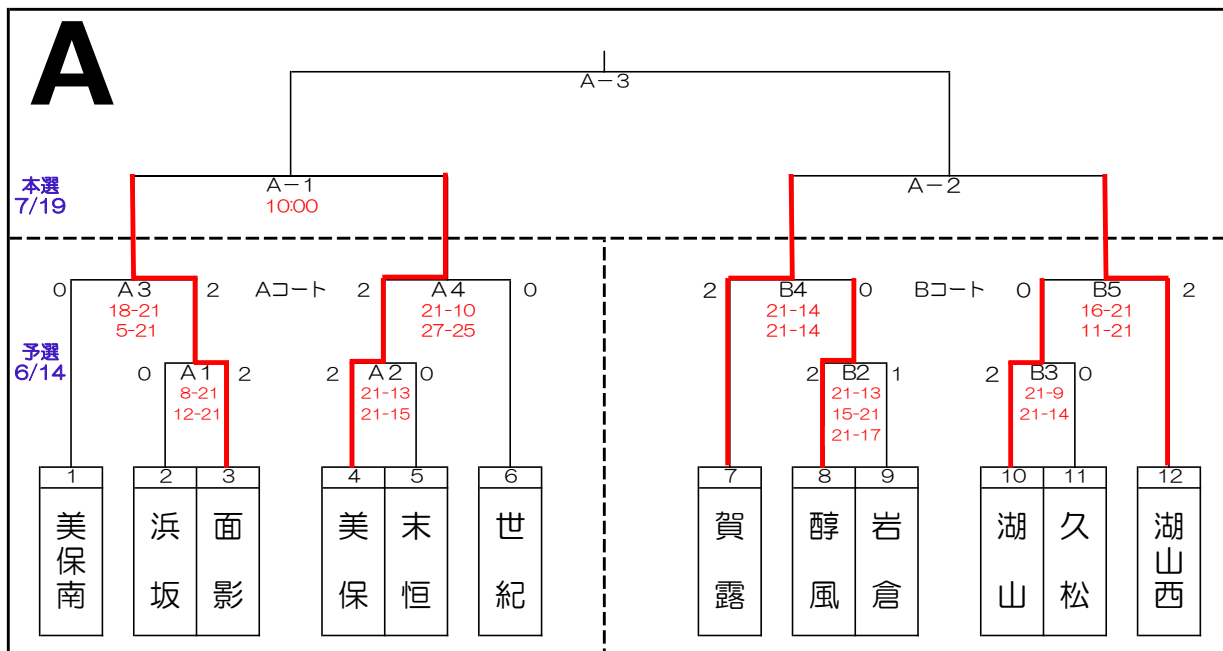 A
A-3
本選
7/19
A-1
10:00
A-2
0 A3 2 Aコート 2 A4 0
18-21
5-21
21-10
27-25
2 B4 0 Bコート 0 B5 2
21-14
21-14
16-21
11-21
予選
6/14
0 A1 2
8-21
12-21
2 A2 0
21-13
21-15
2 B2 1
21-13
15-21
21-17
2 B3 0
21-9
21-14
1 2 3 4 5 6 7 8 9 10 11 12
美保南
浜坂
面影
美保
末恒
世紀
賀露
醇風
岩倉
湖山
久松
湖山西